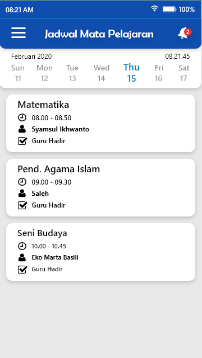 08:21 AM
100%
Jadwal Mata Pelajaran
2
Februari 2020 08.21.45
Sun Mon Tue Wed Thu Fri Sat
11 12 13 14 15 16 17
Matematika
08.00 - 08.50
Syamsul Ikhwanto
Guru Hadir
Pend. Agama Islam
09.00 - 09.30
Saleh
Guru Hadir
Seni Budaya
10.00 - 10.45
Eko Marta Basili
Guru Hadir